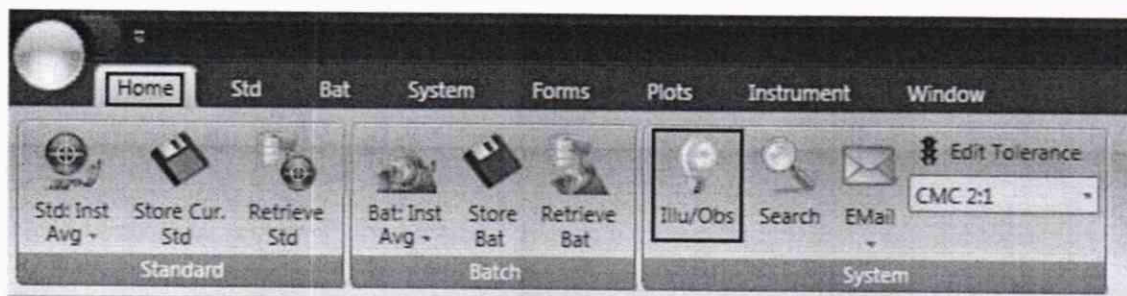 Home Std Bat System Forms Plots Instrument Window
Std: Inst Avg
Store Cur. Std
Retrieve Std
Standard
Bat: Inst Avg
Store Bat
Retrieve Bat
Batch
Illu/Obs
Search
EMail
Edit Tolerance
CMC 2:1
System